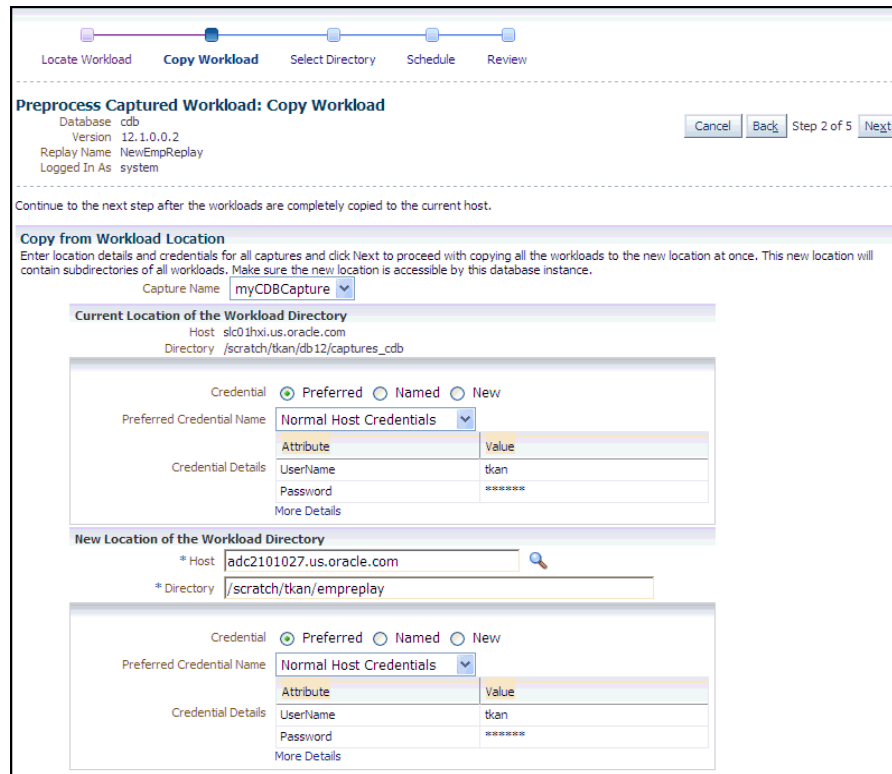 Locate Workload Copy Workload Select Directory Schedule Review
Preprocess Captured Workload: Copy Workload
Database cdb
Version 12.1.0.0.2
Replay Name NewEmpReplay
Logged In As system
Cancel Back Step 2 of 5 Next
Continue to the next step after the workloads are completely copied to the current host.
Copy from Workload Location
Enter location details and credentials for all captures and click Next to proceed with copying all the workloads to the new location at once. This new location will
contain subdirectories of all workloads. Make sure the new location is accessible by this database instance.
Capture Name myCDBCapture
Current Location of the Workload Directory
Host slc01hxi.us.oracle.com
Directory /scratch/tkan/db12/captures_cdb
Credential Preferred Named New
Preferred Credential Name Normal Host Credentials
Attribute Value
Credential Details UserName tkan
Password ******
More Details
New Location of the Workload Directory
* Host adc2101027.us.oracle.com
* Directory /scratch/tkan/empreplay
Credential Preferred Named New
Preferred Credential Name Normal Host Credentials
Attribute Value
Credential Details UserName tkan
Password ******
More Details